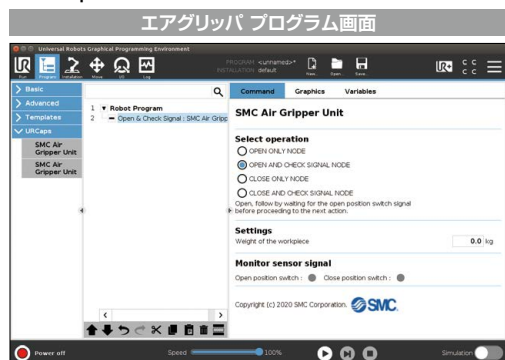 エアグリッパ プログラム画面
Universal Robots Graphical Programming Environment
UR
Program
Installation
Move
I/O
Log
PROGRAM <unnamed>*
INSTALLATION default
New...
Open...
Save...
UR+
C C
C C
Basic
Advanced
Templates
URCaps
SMC Air
Gripper Unit
SMC Air
Gripper Unit
1 Robot Program
2 Open & Check Signal : SMC Air Gripp
Command Graphics Variables
SMC Air Gripper Unit
Select operation
OPEN ONLY NODE
OPEN AND CHECK SIGNAL NODE
CLOSE ONLY NODE
CLOSE AND CHECK SIGNAL NODE
Open, follow by waiting for the open position switch signal
before proceeding to the next action.
Settings
Weight of the workpiece 0.0 kg
Monitor sensor signal
Open position switch : Close position switch :
Copyright (c) 2020 SMC Corporation. SMC
Power off
Speed 100%
Simulation